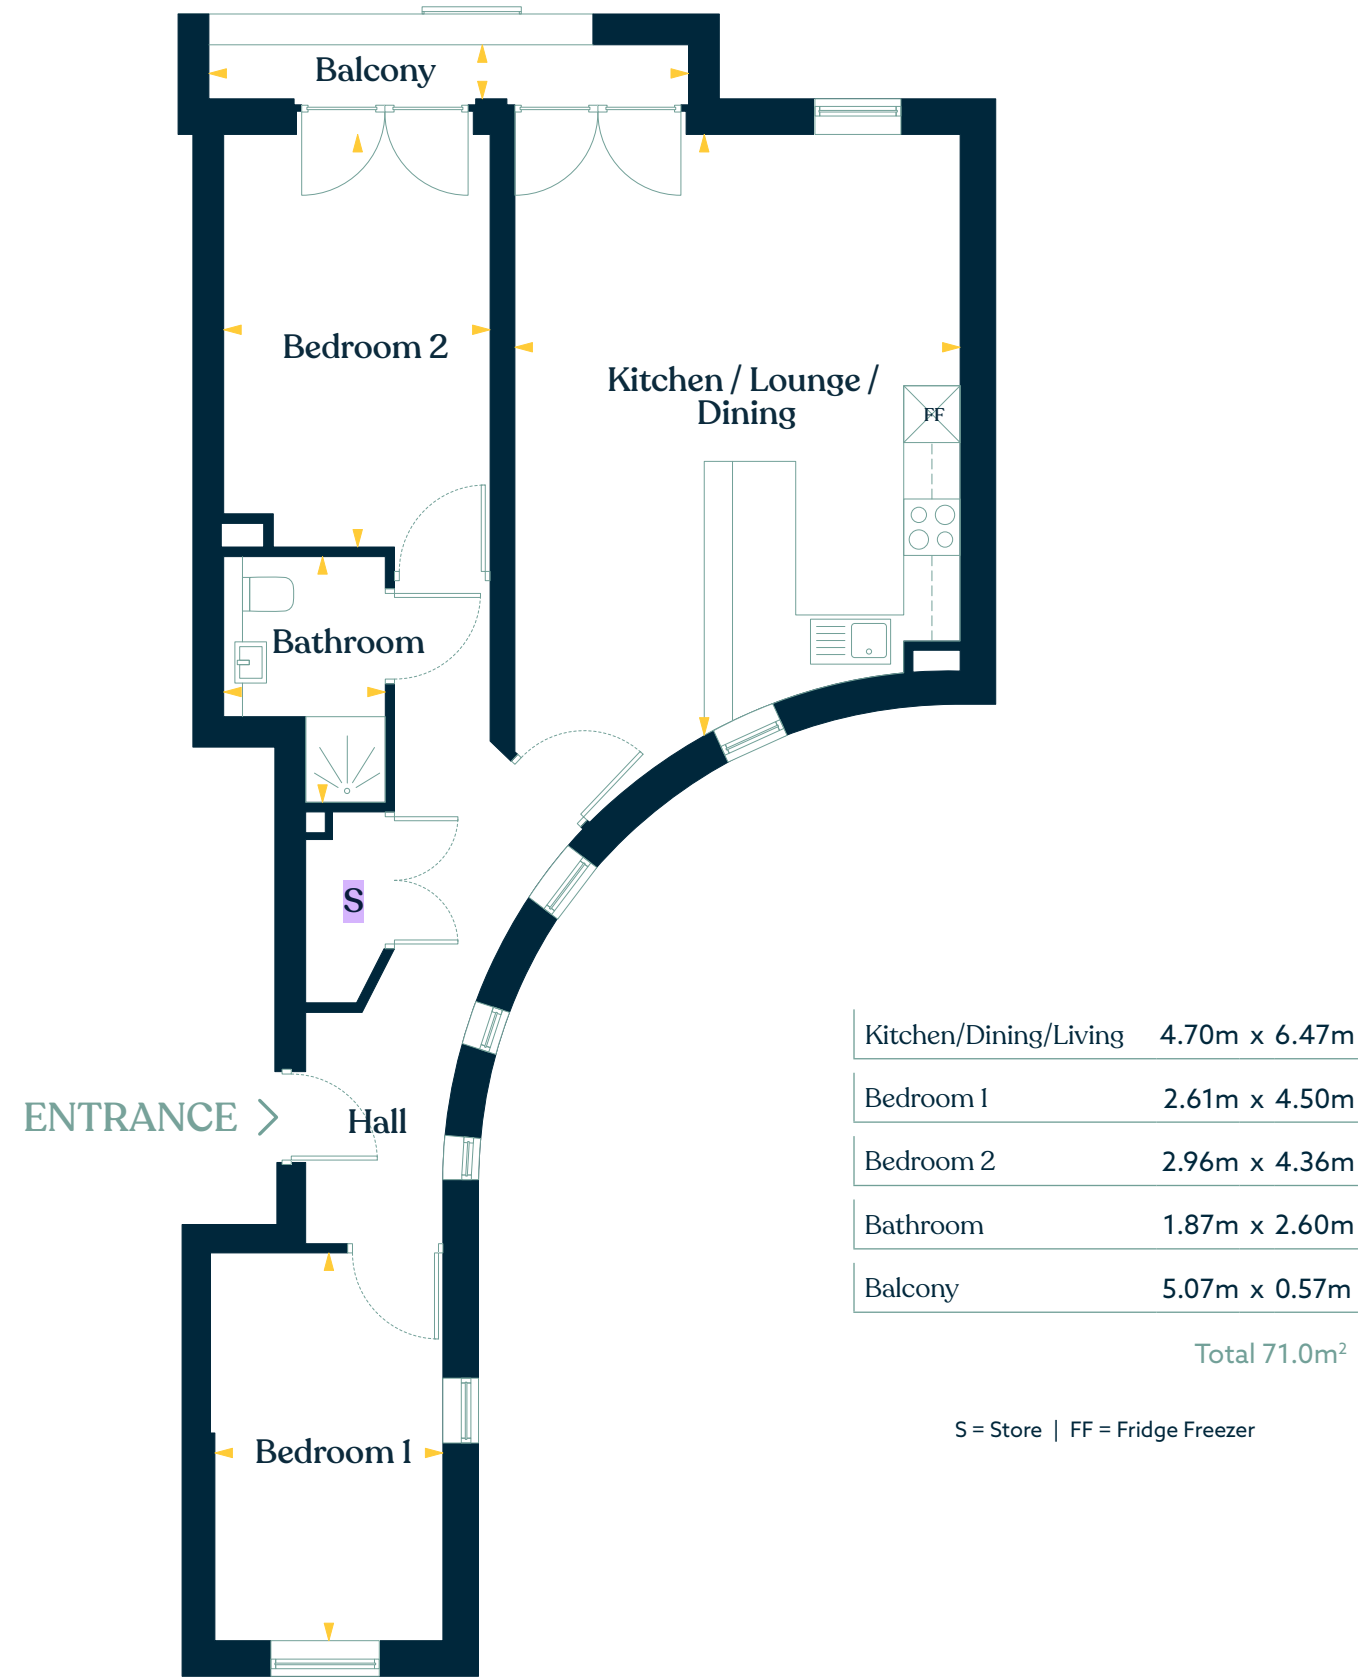 Balcony
Bedroom 2
Kitchen / Lounge /
Dining
FF
Bathroom
S
ENTRANCE
Hall
Bedroom 1
Kitchen/Dining/Living 4.70m x 6.47m
Bedroom 1 2.61m x 4.50m
Bedroom 2 2.96m x 4.36m
Bathroom 1.87m x 2.60m
Balcony 5.07m x 0.57m
Total 71.0m²
S = Store | FF = Fridge Freezer